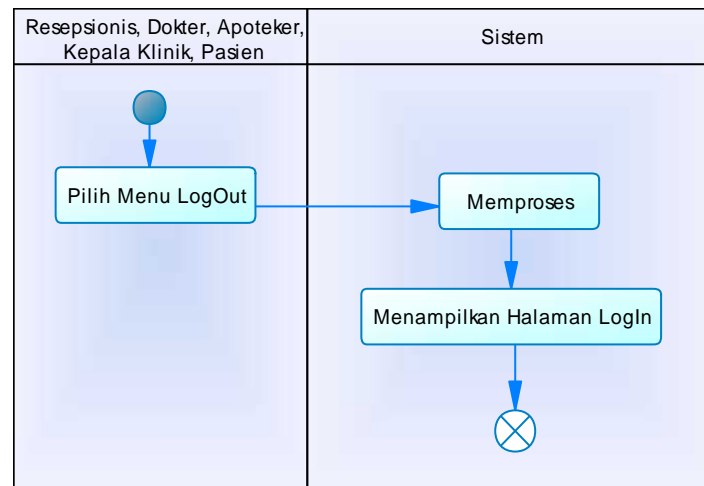 Resepsionis, Dokter, Apoteker,
Kepala Klinik, Pasien
Sistem
Pilih Menu LogOut
Memproses
Menampilkan Halaman LogIn